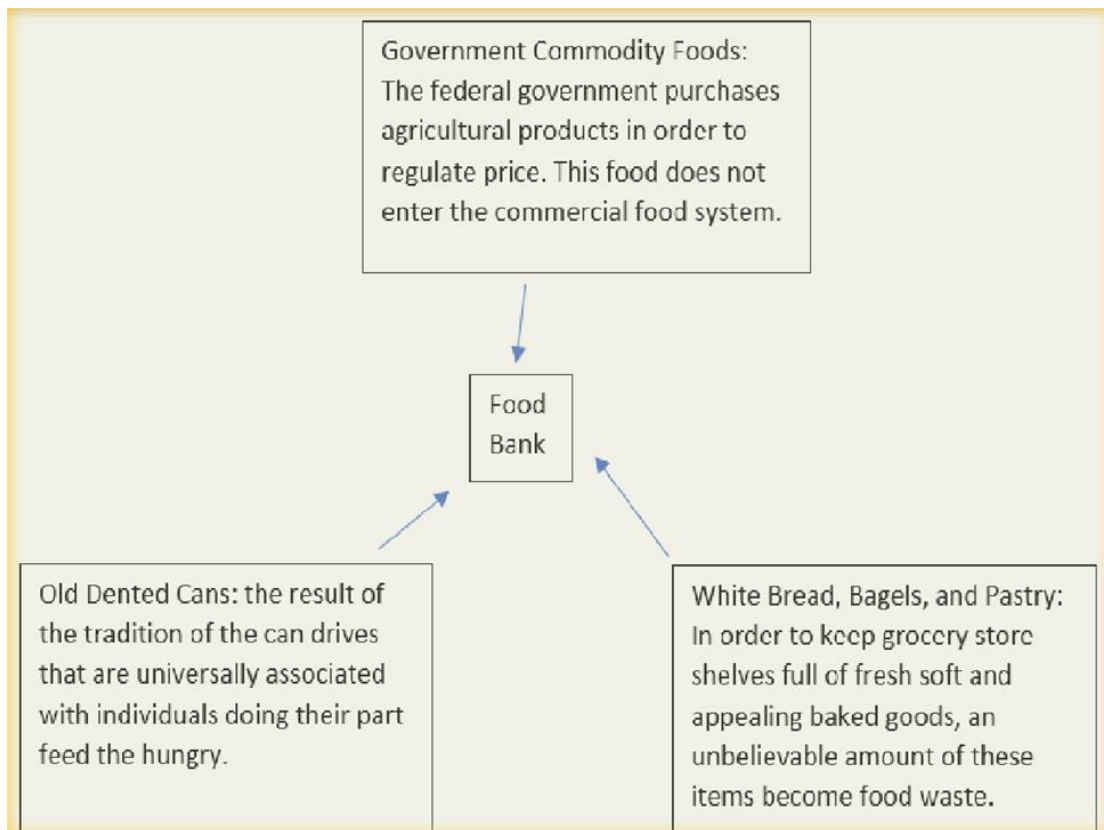 Government Commodity Foods:
The federal government purchases
agricultural products in order to
regulate price. This food does not
enter the commercial food system.
Food
Bank
Old Dented Cans: the result of
the tradition of the can drives
that are universally associated
with individuals doing their part
feed the hungry.
White Bread, Bagels, and Pastry:
In order to keep grocery store
shelves full of fresh soft and
appealing baked goods, an
unbelievable amount of these
items become food waste.